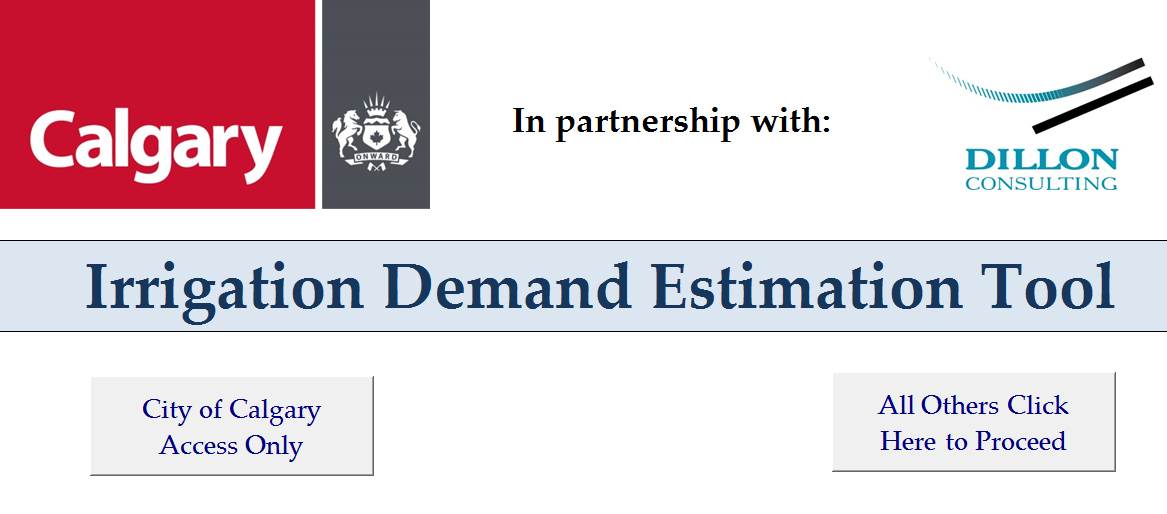 Calgary
ONWARD
In partnership with:
DILLON
CONSULTING
Irrigation Demand Estimation Tool
City of Calgary
Access Only
All Others Click
Here to Proceed